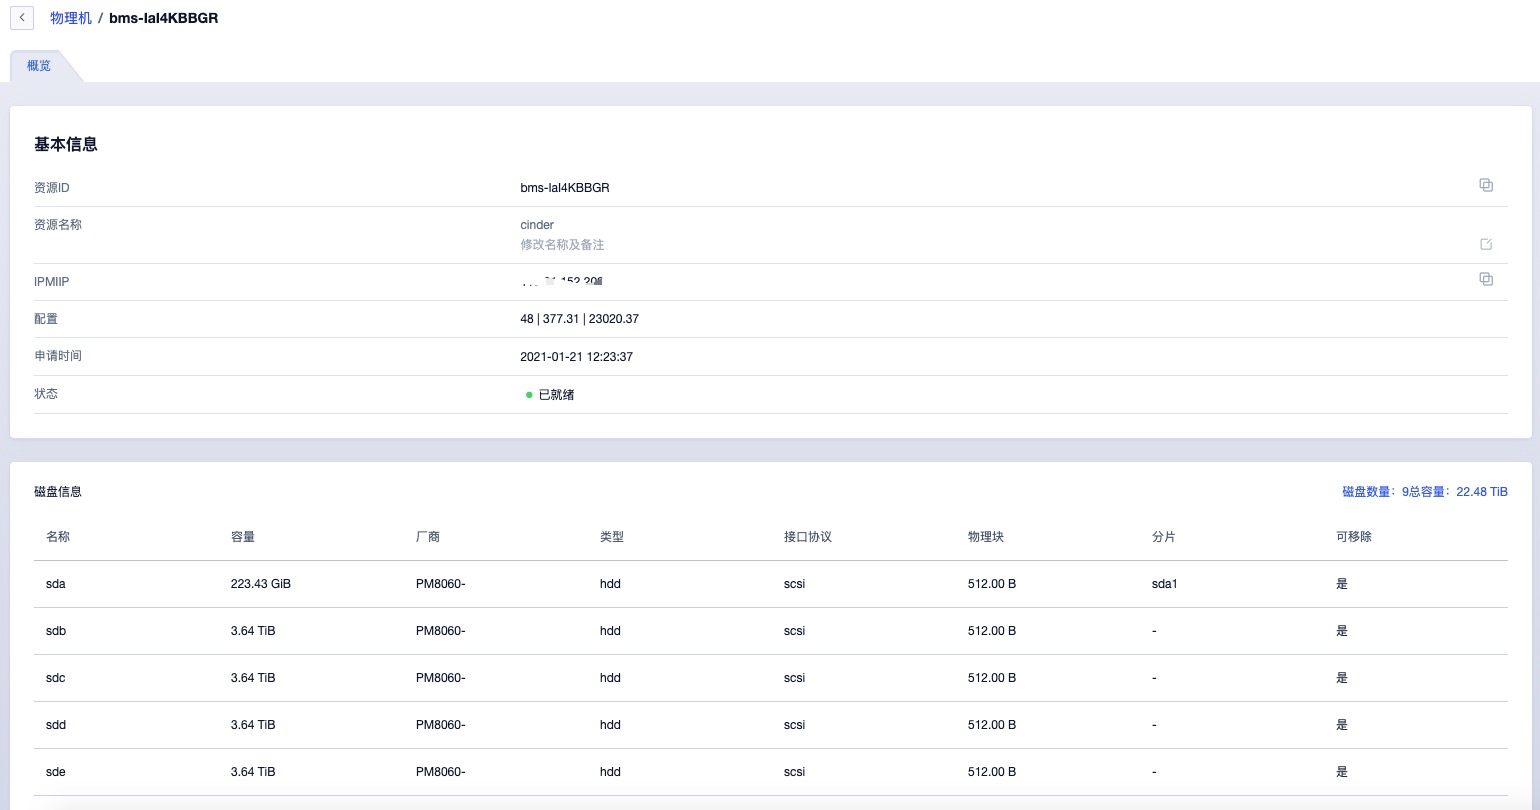 物理机 / bms-lal4KBBGR
概览
基本信息
资源ID bms-lal4KBBGR
资源名称 cinder
修改名称及备注
IPMIIP
配置 48 | 377.31 | 23020.37
申请时间 2021-01-21 12:23:37
状态 已就绪
磁盘信息 磁盘数量：9总容量：22.48 TiB
名称 容量 厂商 类型 接口协议 物理块 分片 可移除
sda 223.43 GiB PM8060- hdd scsi 512.00 B sda1 是
sdb 3.64 TiB PM8060- hdd scsi 512.00 B - 是
sdc 3.64 TiB PM8060- hdd scsi 512.00 B - 是
sdd 3.64 TiB PM8060- hdd scsi 512.00 B - 是
sde 3.64 TiB PM8060- hdd scsi 512.00 B - 是